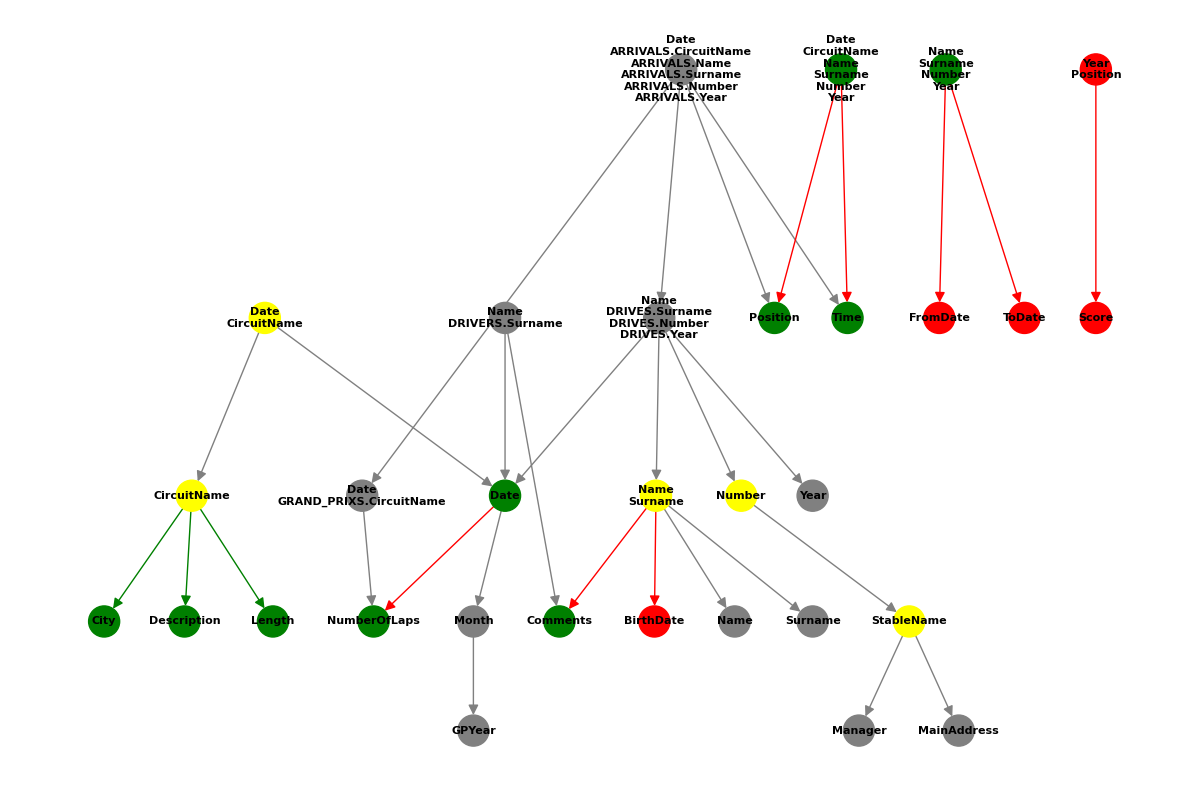 Date
ARRIVALS.CircuitName
ARRIVALS.Name
ARRIVALS.Surname
ARRIVALS.Number
ARRIVALS.Year
Date
CircuitName
Name
Surname
Number
Year
Name
Surname
Number
Year
Year
Position
Date
CircuitName
Name
DRIVERS.Surname
Name
DRIVES.Surname
DRIVES.Number
DRIVES.Year
Position
Time
FromDate
ToDate
Score
CircuitName
Date
GRAND_PRIXS.CircuitName
Date
Name
Surname
Number
Year
City
Description
Length
NumberOfLaps
Month
Comments
BirthDate
Name
Surname
StableName
GPYear
Manager
MainAddress